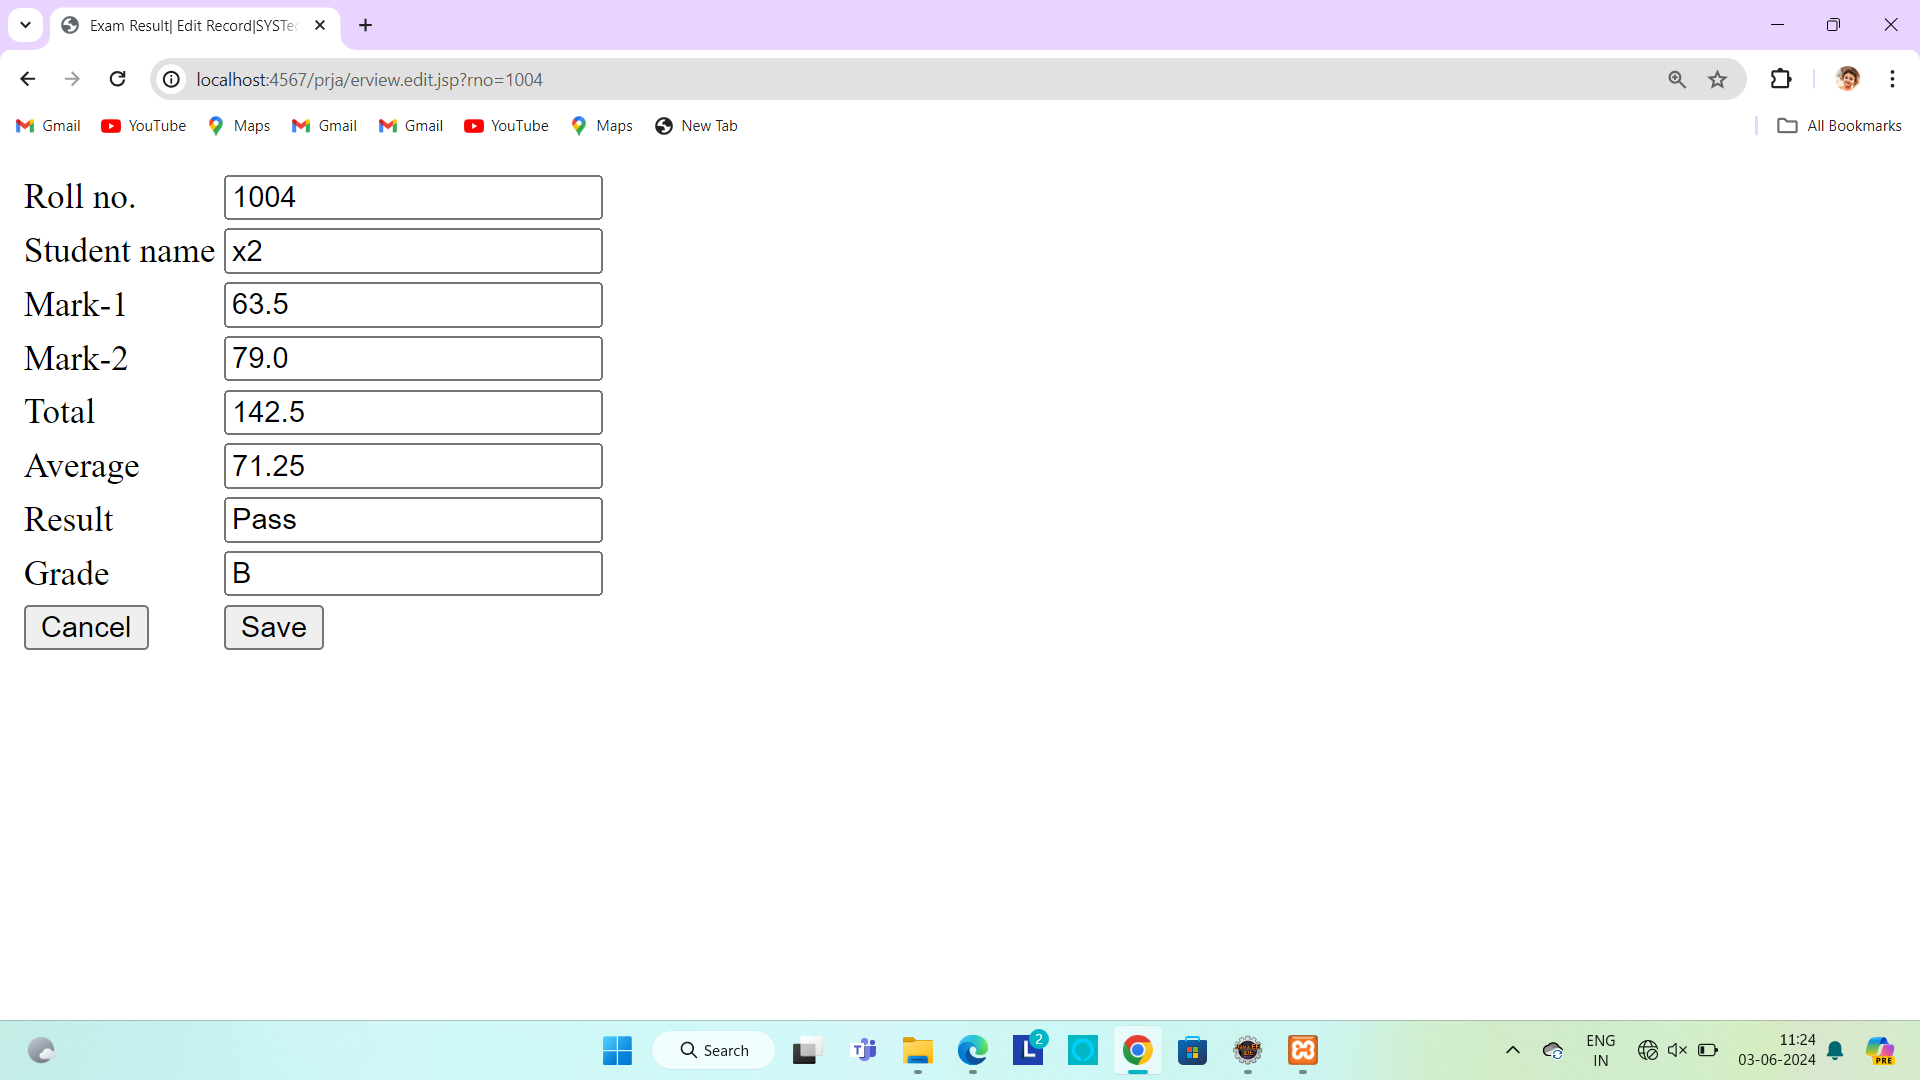 Exam Result| Edit Record|SYSTec
localhost:4567/prja/erview.edit.jsp?rno=1004
Gmail YouTube Maps Gmail Gmail YouTube Maps New Tab All Bookmarks
Roll no. 1004
Student name x2
Mark-1 63.5
Mark-2 79.0
Total 142.5
Average 71.25
Result Pass
Grade B
Cancel Save
Search
L 2
ENG
IN
11:24
03-06-2024
PRE